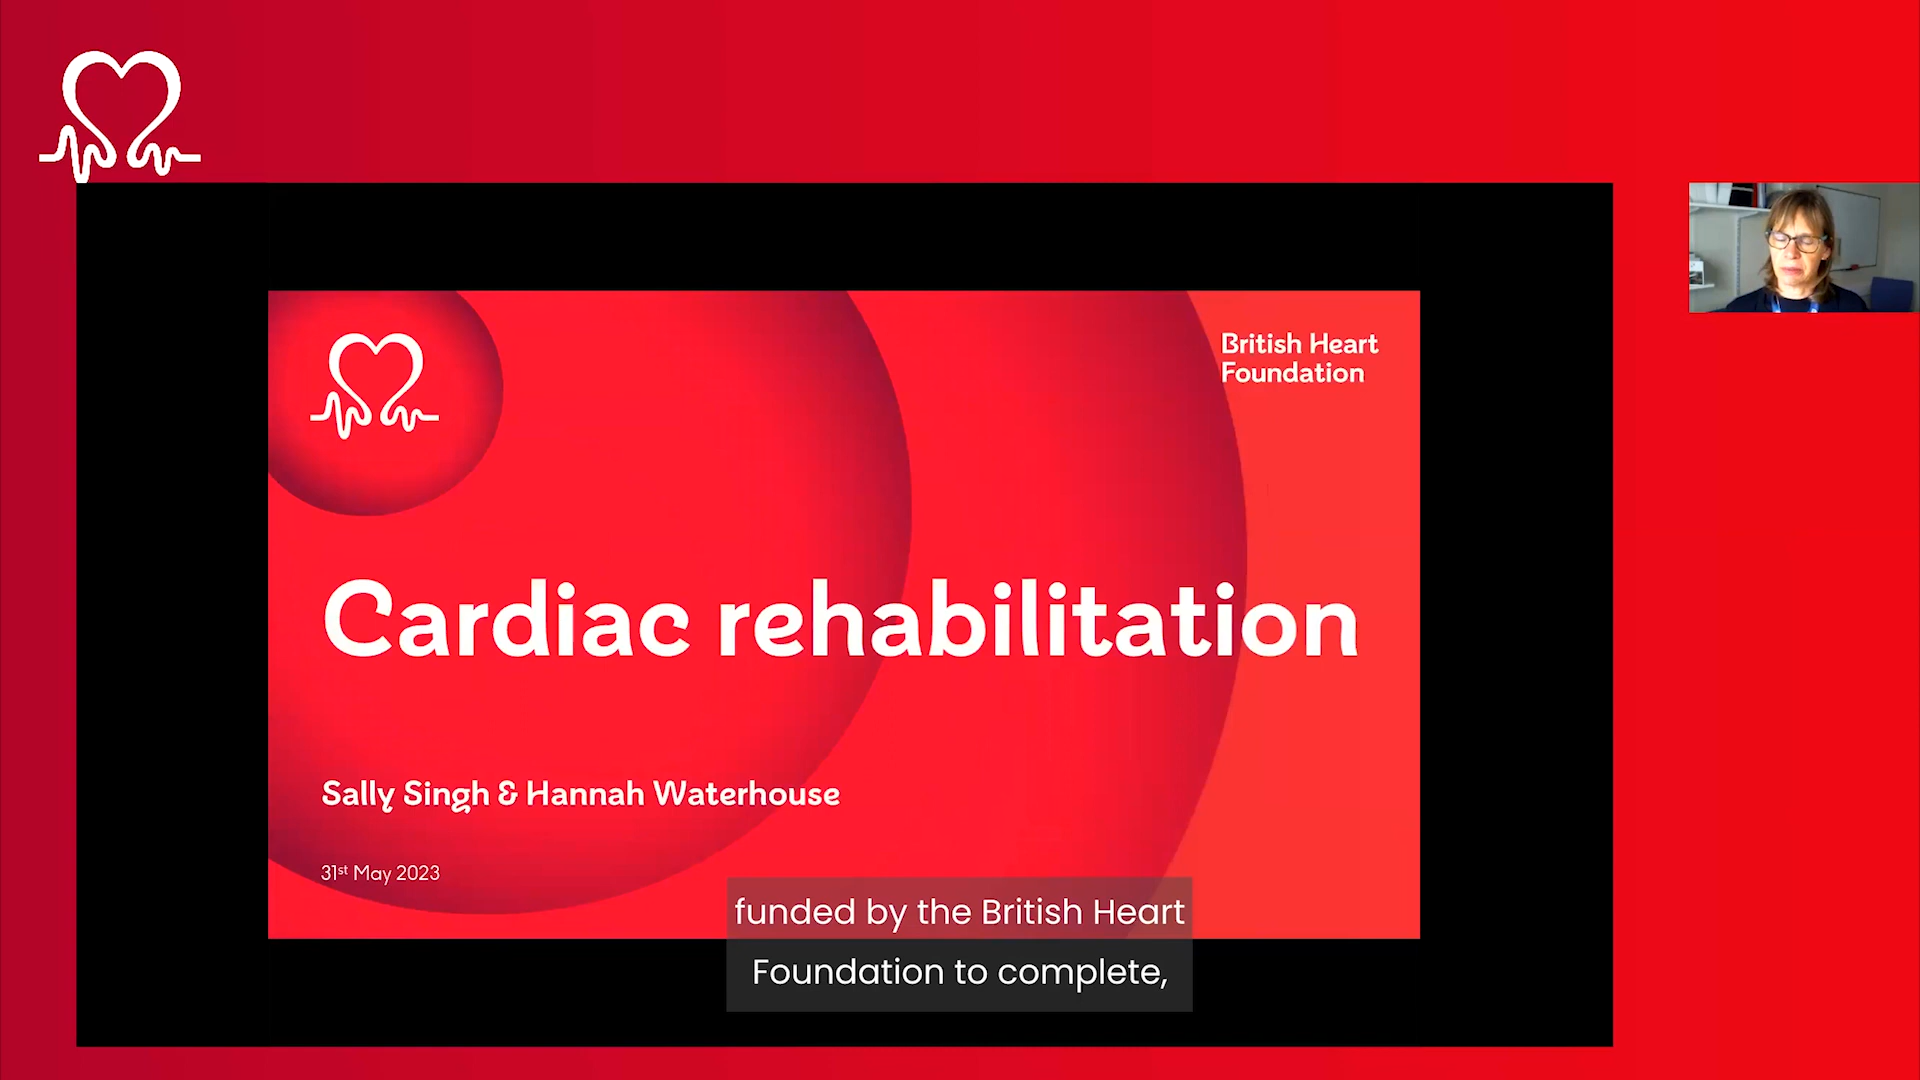 British Heart
Foundation
Cardiac rehabilitation
Sally Singh & Hannah Waterhouse
31st May 2023
funded by the British Heart
Foundation to complete,